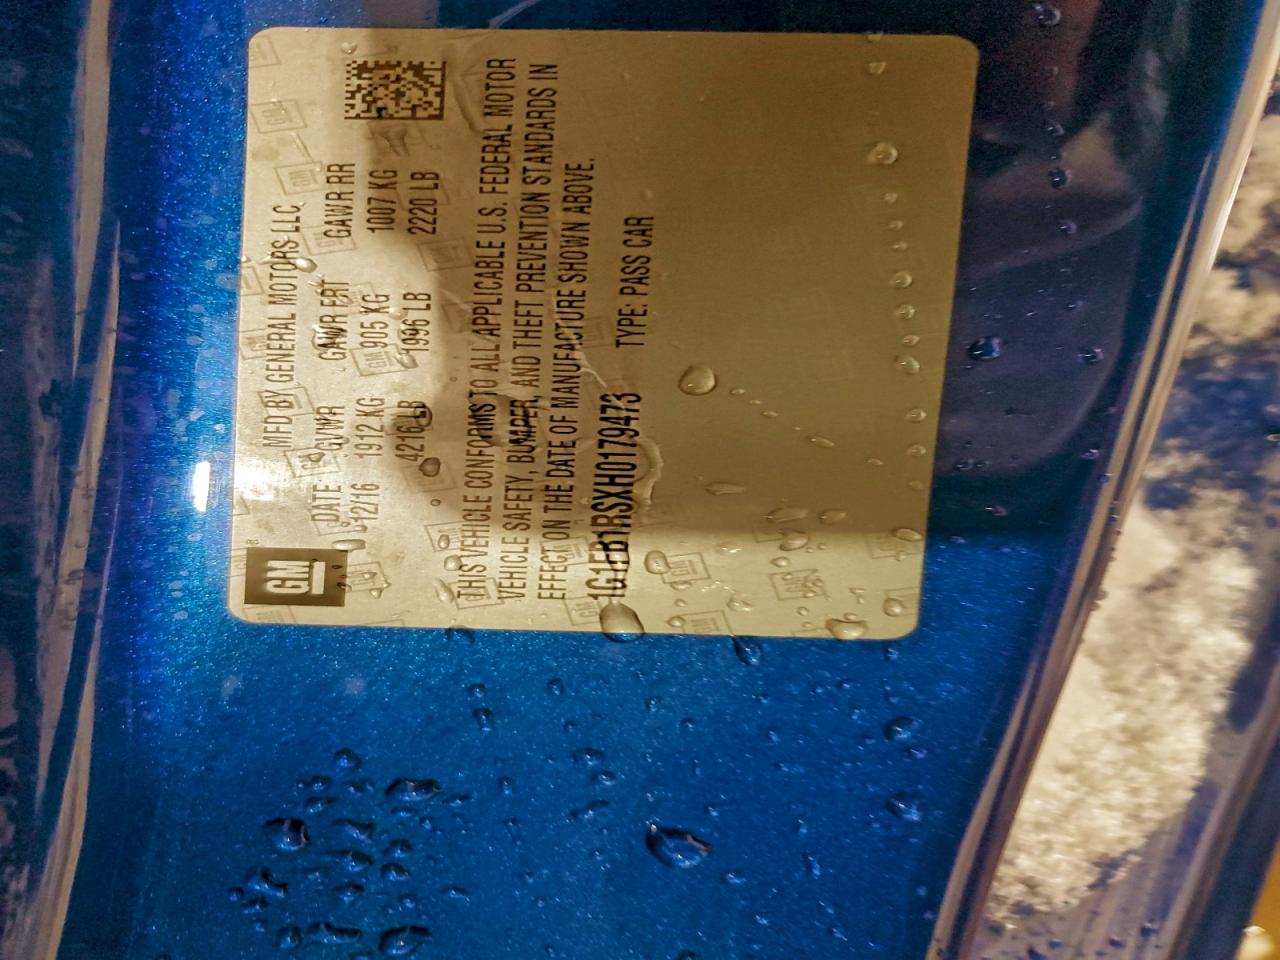 GM
MFD BY GENERAL MOTORS LLC
DATE GVWR GAWR FRT GAWR RR
12/16 1912 KG 905 KG 1007 KG
4216 LB 1996 LB 2220 LB
THIS VEHICLE CONFORMS TO ALL APPLICABLE U.S. FEDERAL MOTOR
VEHICLE SAFETY, BUMPER, AND THEFT PREVENTION STANDARDS IN
EFFECT ON THE DATE OF MANUFACTURE SHOWN ABOVE.
1G1FB1RSXH0179473 TYPE: PASS CAR